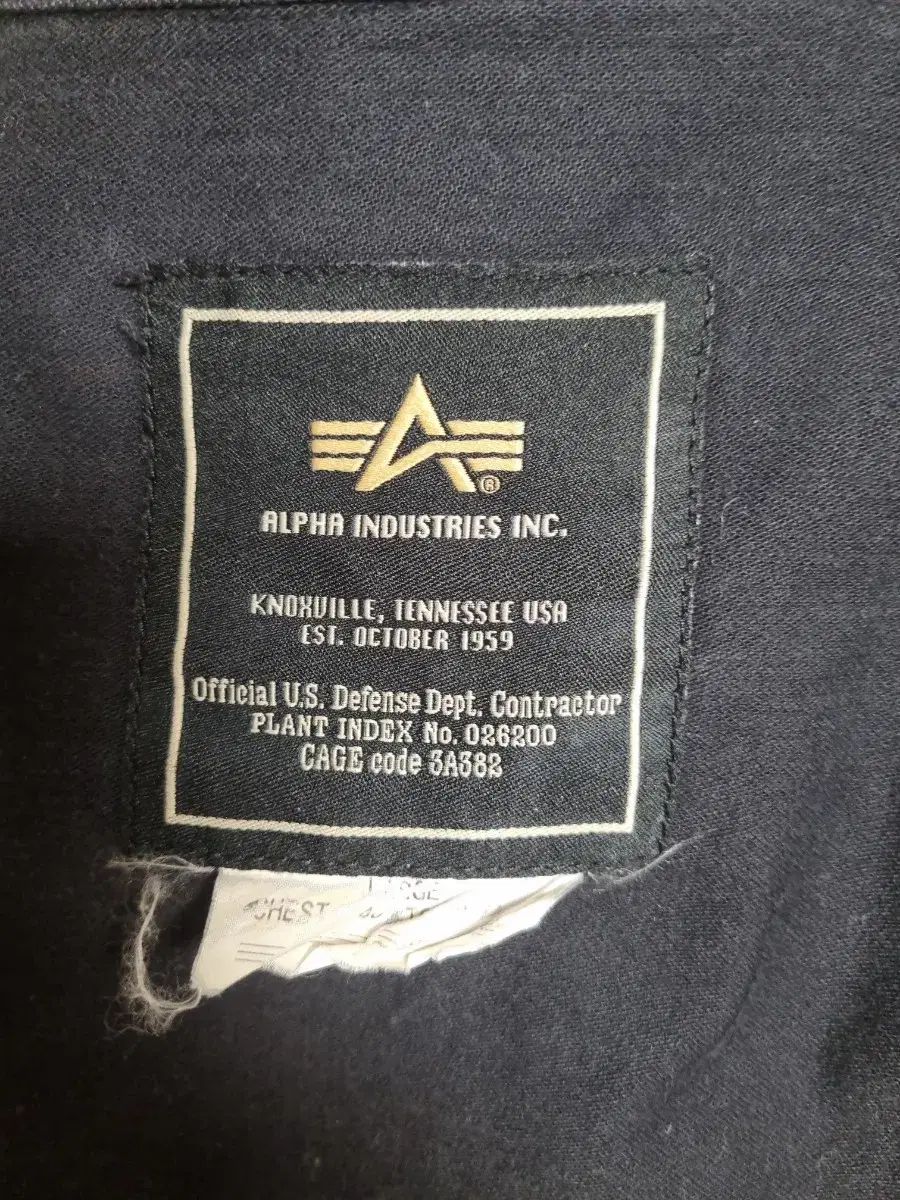 ®
ALPHA INDUSTRIES INC.
KNOXVILLE, TENNESSEE USA
EST. OCTOBER 1959
Official U.S. Defense Dept. Contractor
PLANT INDEX No. 026200
CAGE code 3A382
CHEST